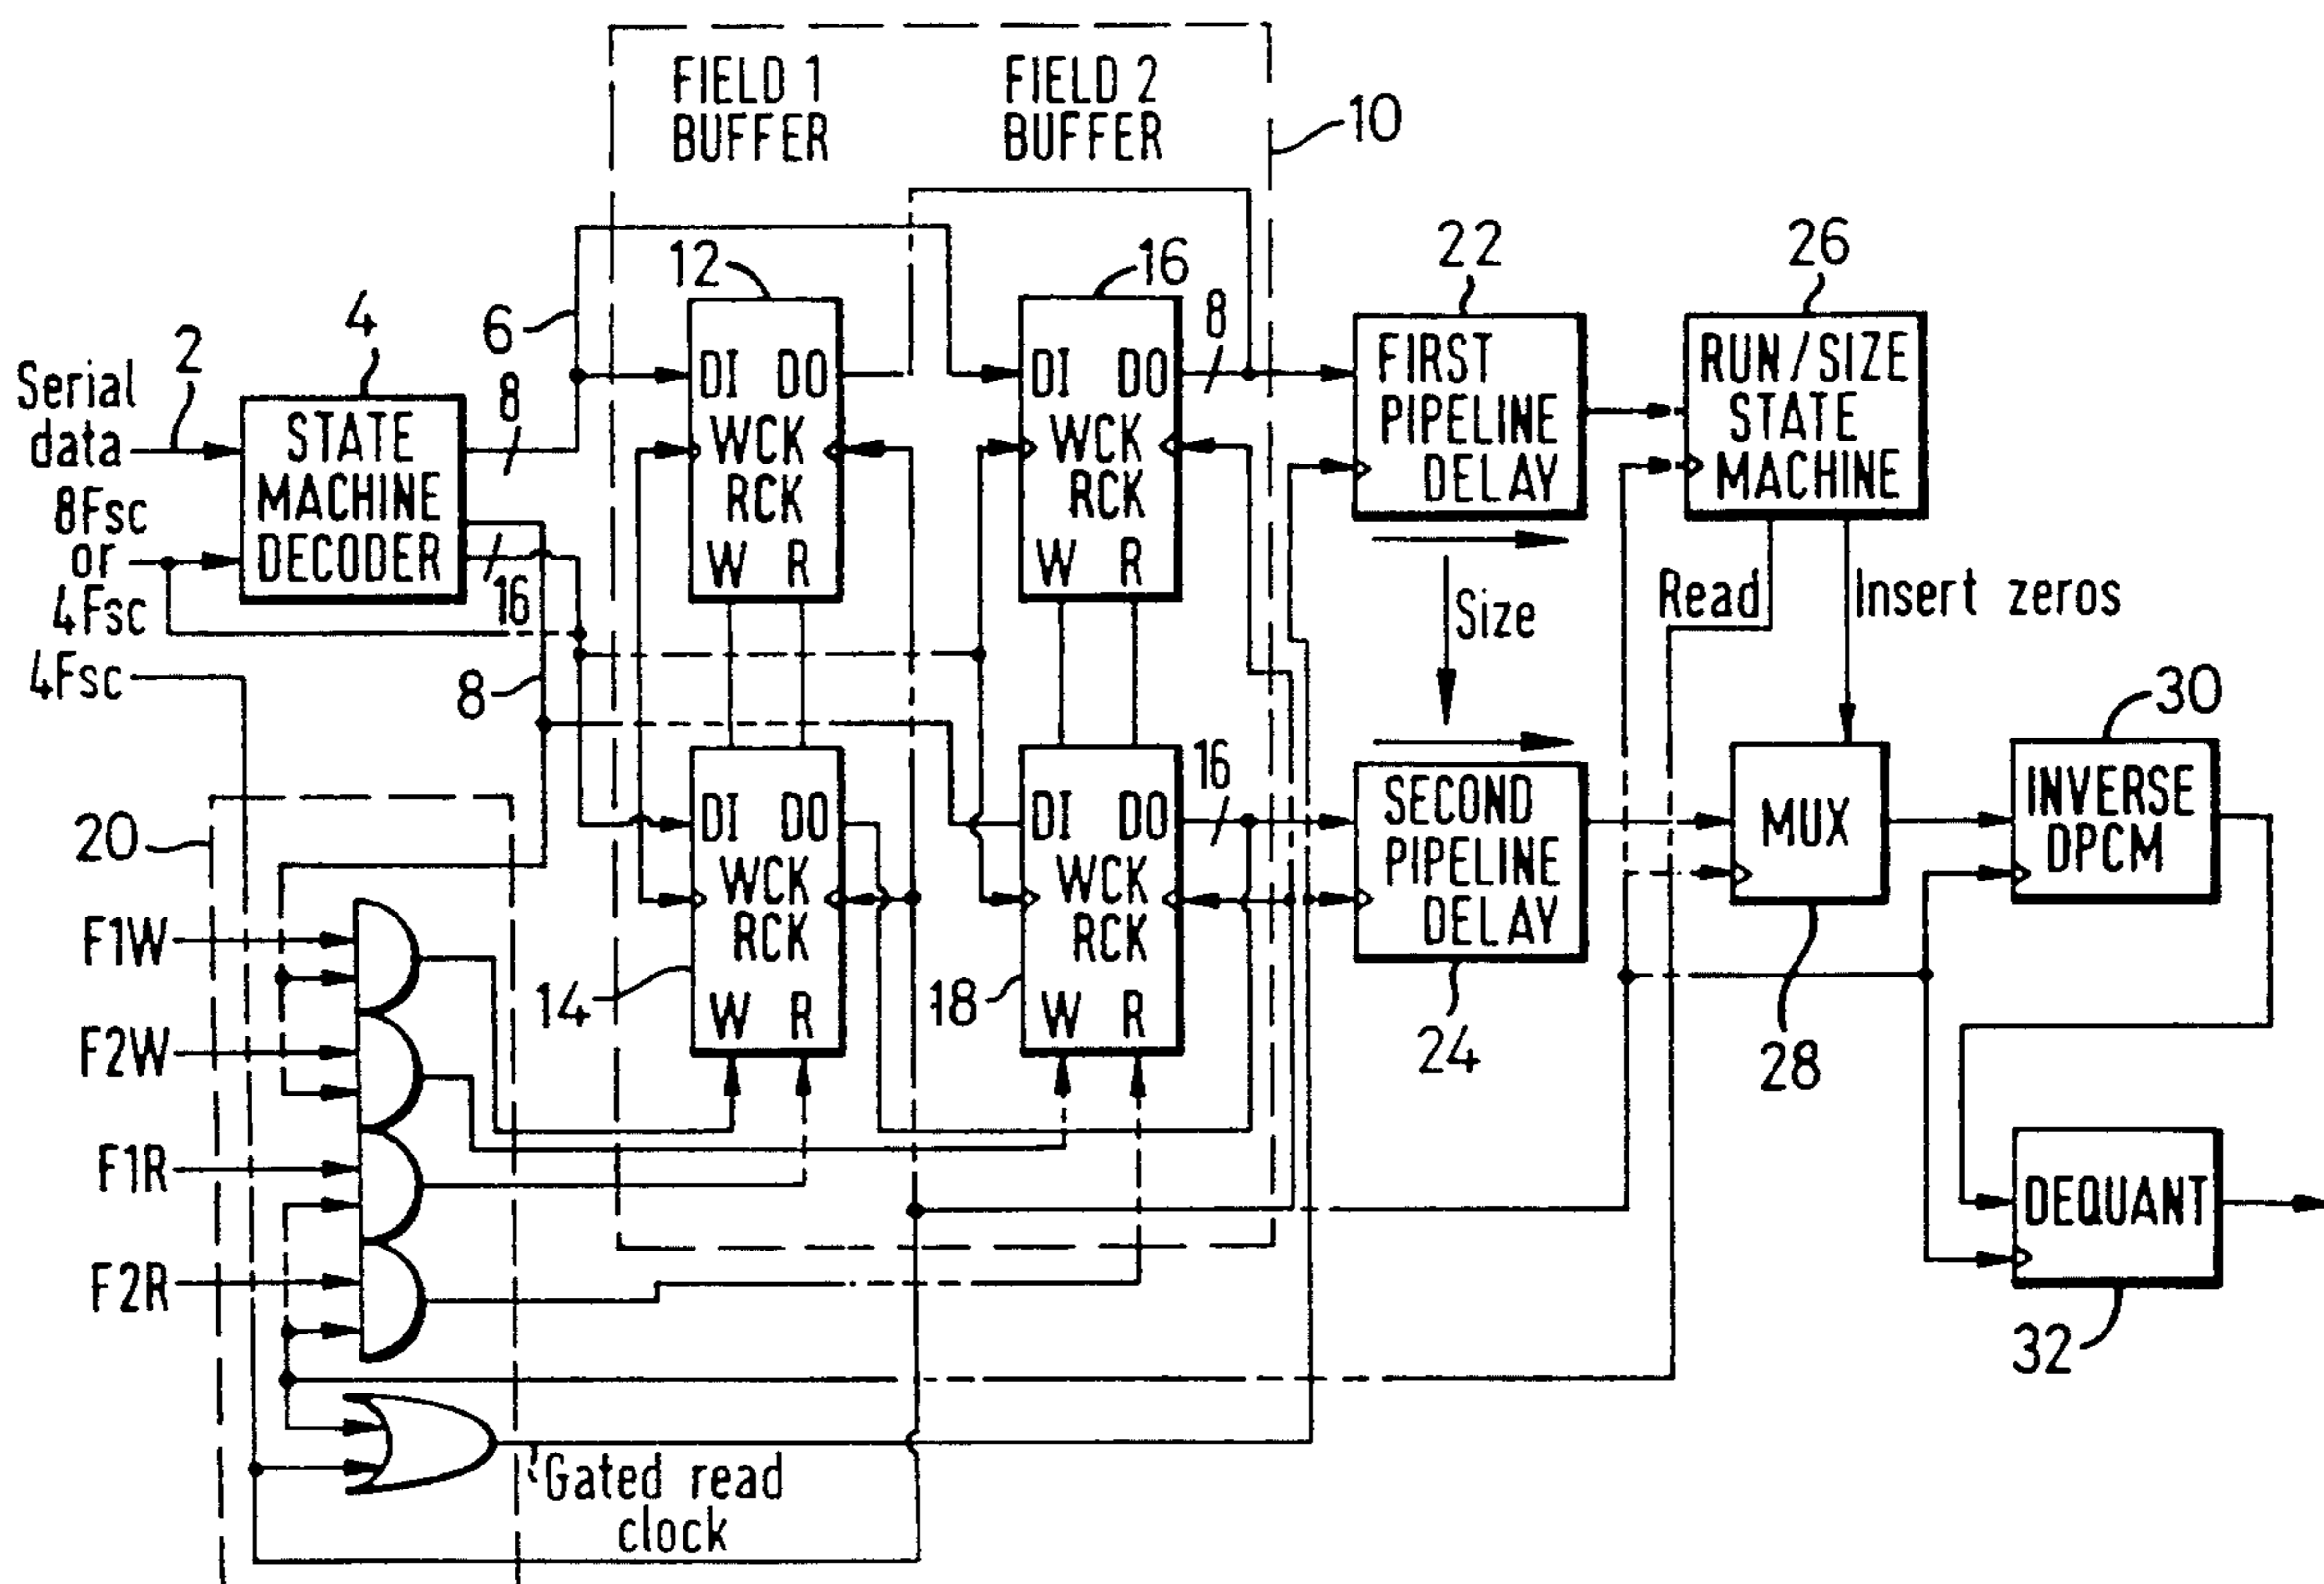 FIELD 1
BUFFER
FIELD 2
BUFFER
10
12
16
22
26
Serial
data
2
4
6
8
8
STATE
MACHINE
DECODER
8Fsc
or
4Fsc
16
4Fsc
8
DI DO
WCK
RCK
W R
DI DO
WCK
RCK
W R
FIRST
PIPELINE
DELAY
RUN/SIZE
STATE
MACHINE
Size
Read
Insert zeros
DI DO
WCK
RCK
W R
14
DI DO
WCK
RCK
W R
18
16
SECOND
PIPELINE
DELAY
24
MUX
28
INVERSE
DPCM
30
DEQUANT
32
20
F1W
F2W
F1R
F2R
Gated read
clock